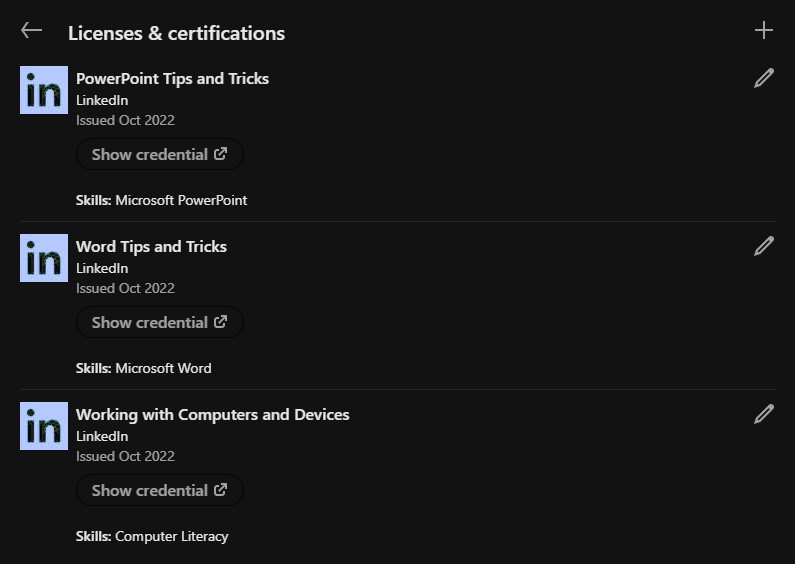 Licenses & certifications
in
PowerPoint Tips and Tricks
LinkedIn
Issued Oct 2022
Show credential
Skills: Microsoft PowerPoint
in
Word Tips and Tricks
LinkedIn
Issued Oct 2022
Show credential
Skills: Microsoft Word
in
Working with Computers and Devices
LinkedIn
Issued Oct 2022
Show credential
Skills: Computer Literacy